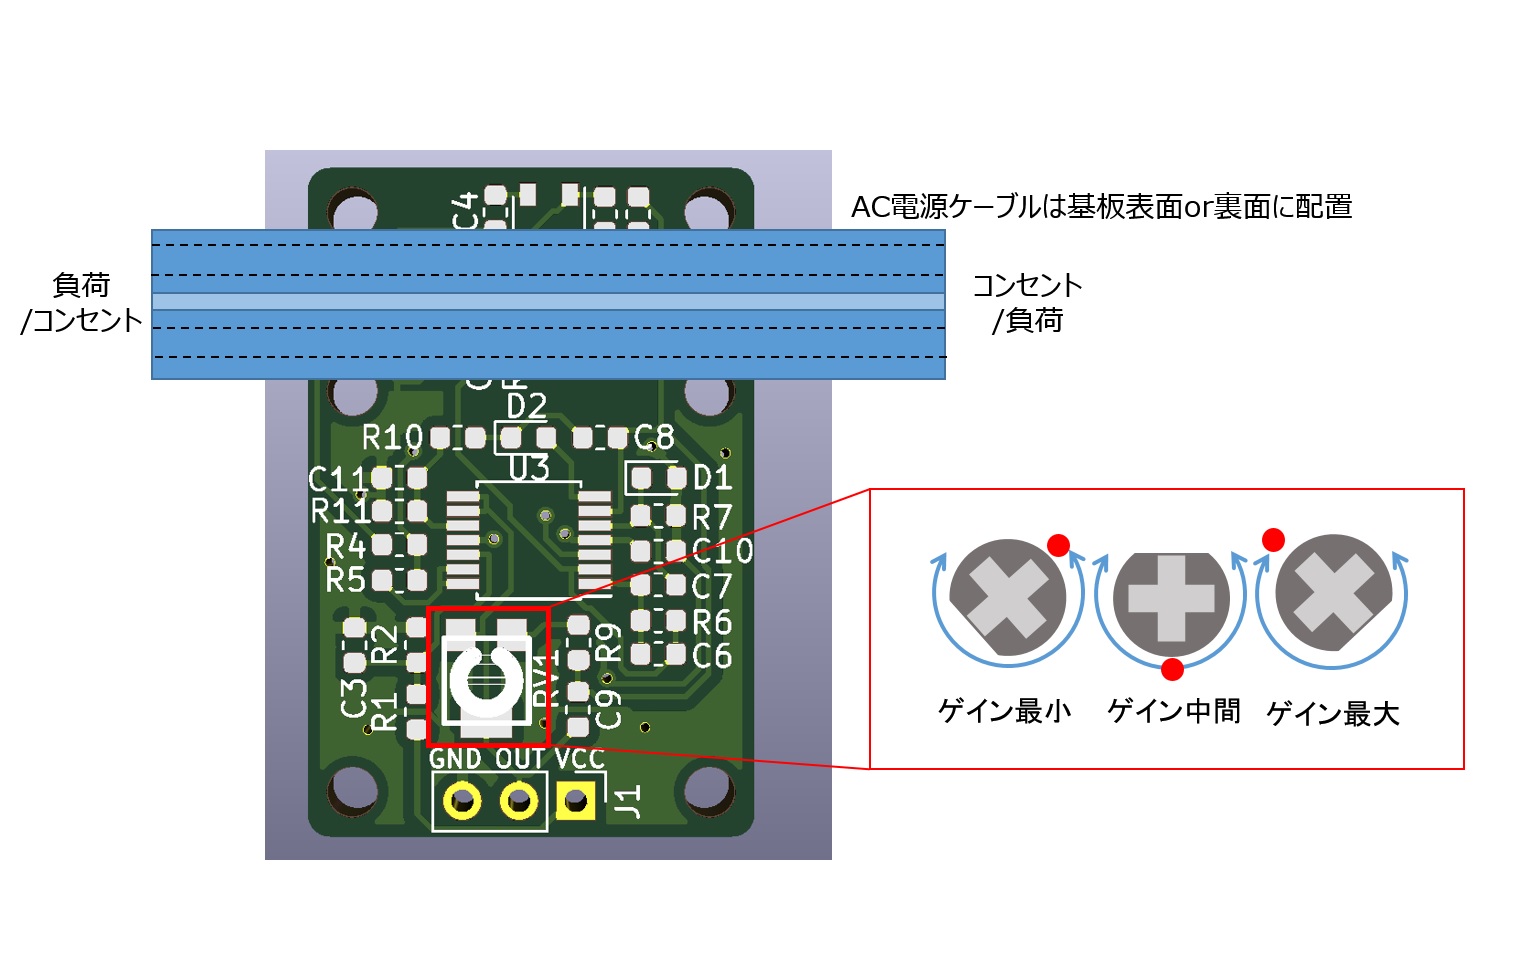 AC電源ケーブルは基板表面or裏面に配置
負荷
/コンセント
コンセント
/負荷
C4
D2
R10
C8
U3
C11
D1
R11
R7
R4
C10
R5
C7
R2
R9
R6
C6
C3
R1
RV1
C9
GND OUT VCC
J1
ゲイン最小
ゲイン中間
ゲイン最大